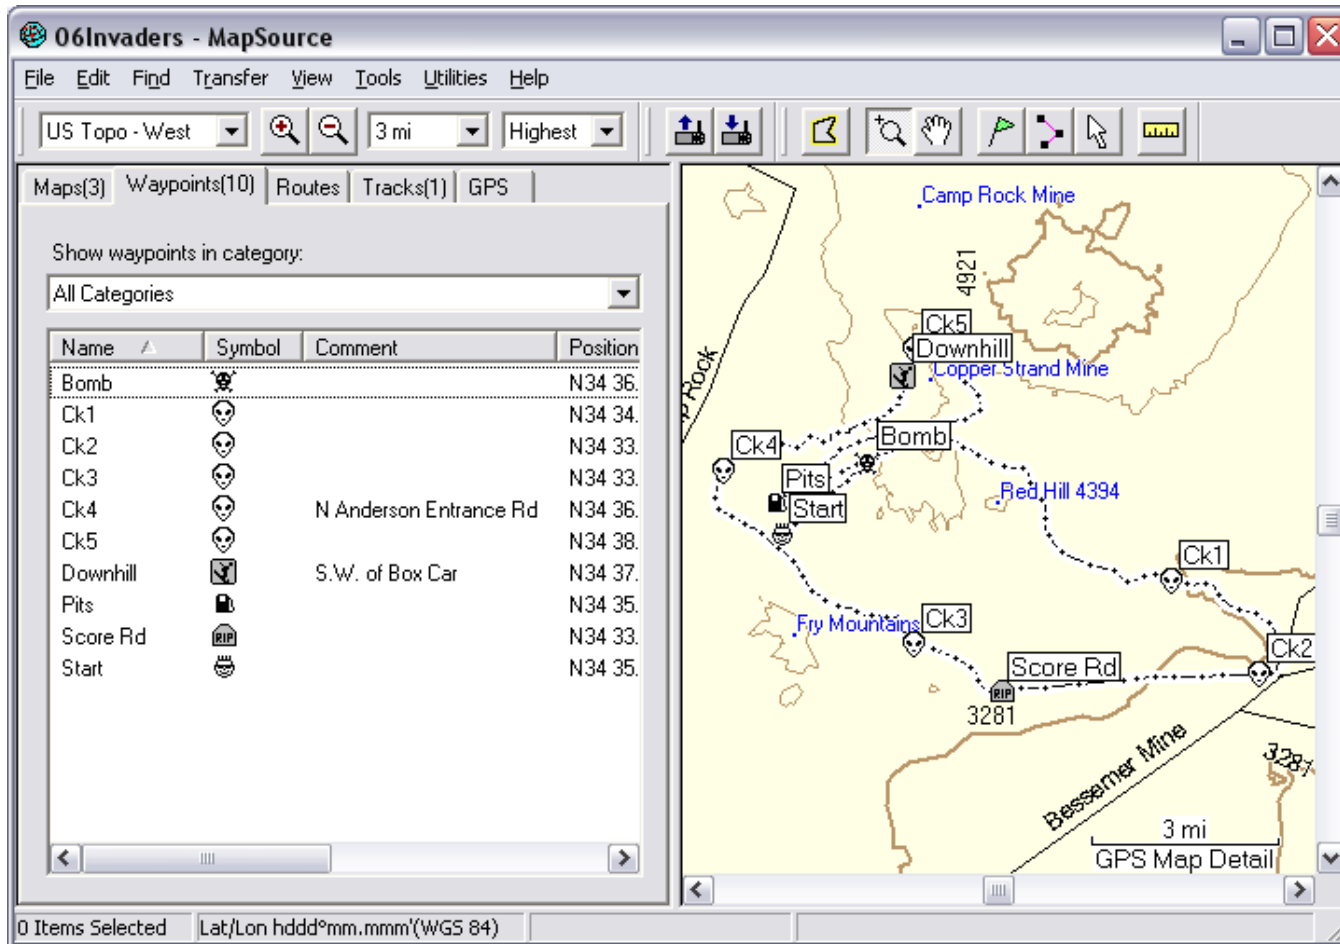 06Invaders - MapSource
File Edit Find Transfer View Tools Utilities Help
US Topo - West 3 mi Highest
Maps(3) Waypoints(10) Routes Tracks(1) GPS
Show waypoints in category:
All Categories
Name Symbol Comment Position
Bomb N34 36.
Ck1 N34 34.
Ck2 N34 33.
Ck3 N34 33.
Ck4 N Anderson Entrance Rd N34 36.
Ck5 N34 38.
Downhill S.W. of Box Car N34 37.
Pits N34 35.
Score Rd RIP N34 33.
Start N34 35.
Camp Rock Mine
4921
Ck5
Downhill
Copper Strand Mine
p Rock
Bomb
Ck4
Pits
Start
Red Hill 4394
Ck1
Fry Mountains
Ck3
Ck2
Score Rd
RIP
3281
Bessemer Mine
3281
3 mi
GPS Map Detail
0 Items Selected Lat/Lon hddd°mm.mmm'(WGS 84)